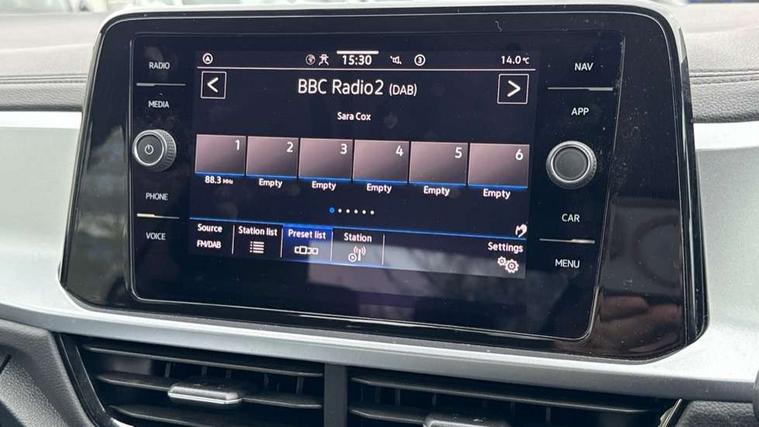 RADIO
MEDIA
PHONE
VOICE
15:30
3
14.0°C
BBC Radio2 (DAB)
Sara Cox
1 2 3 4 5 6
88.3 MHz Empty Empty Empty Empty Empty
Source Station list Preset list Station Settings
FM/DAB
NAV
APP
CAR
MENU